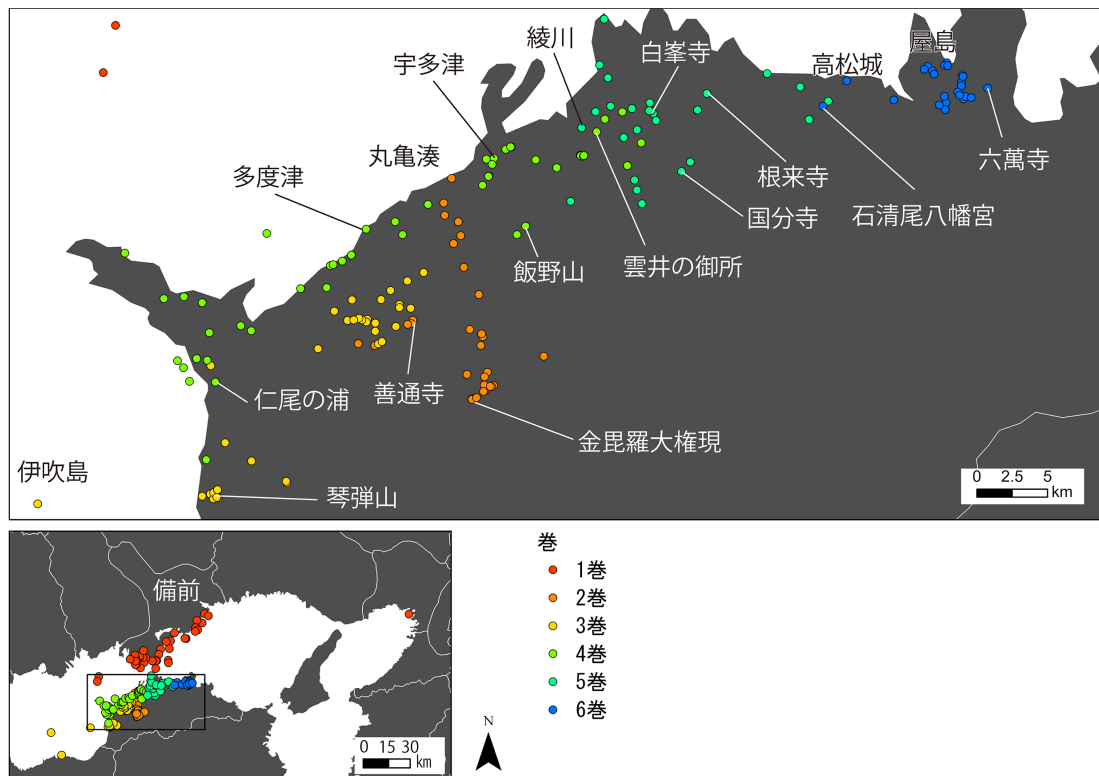 屋島
綾川
白峯寺
高松城
宇多津
丸亀湊
六萬寺
多度津
根来寺
国分寺
石清尾八幡宮
飯野山
雲井の御所
仁尾の浦
善通寺
金毘羅大権現
伊吹島
琴弾山
0 2.5 5
km
備前
0 15 30
km
N
巻
1巻
2巻
3巻
4巻
5巻
6巻